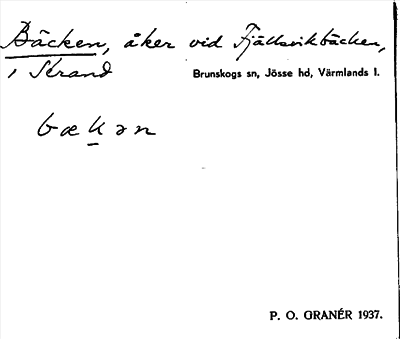 Bäcken, åker vid Fjällsvikbäcken,
i Strand
Brunskogs sn, Jösse hd, Värmlands l.
bækən
P. O. GRANÉR 1937.